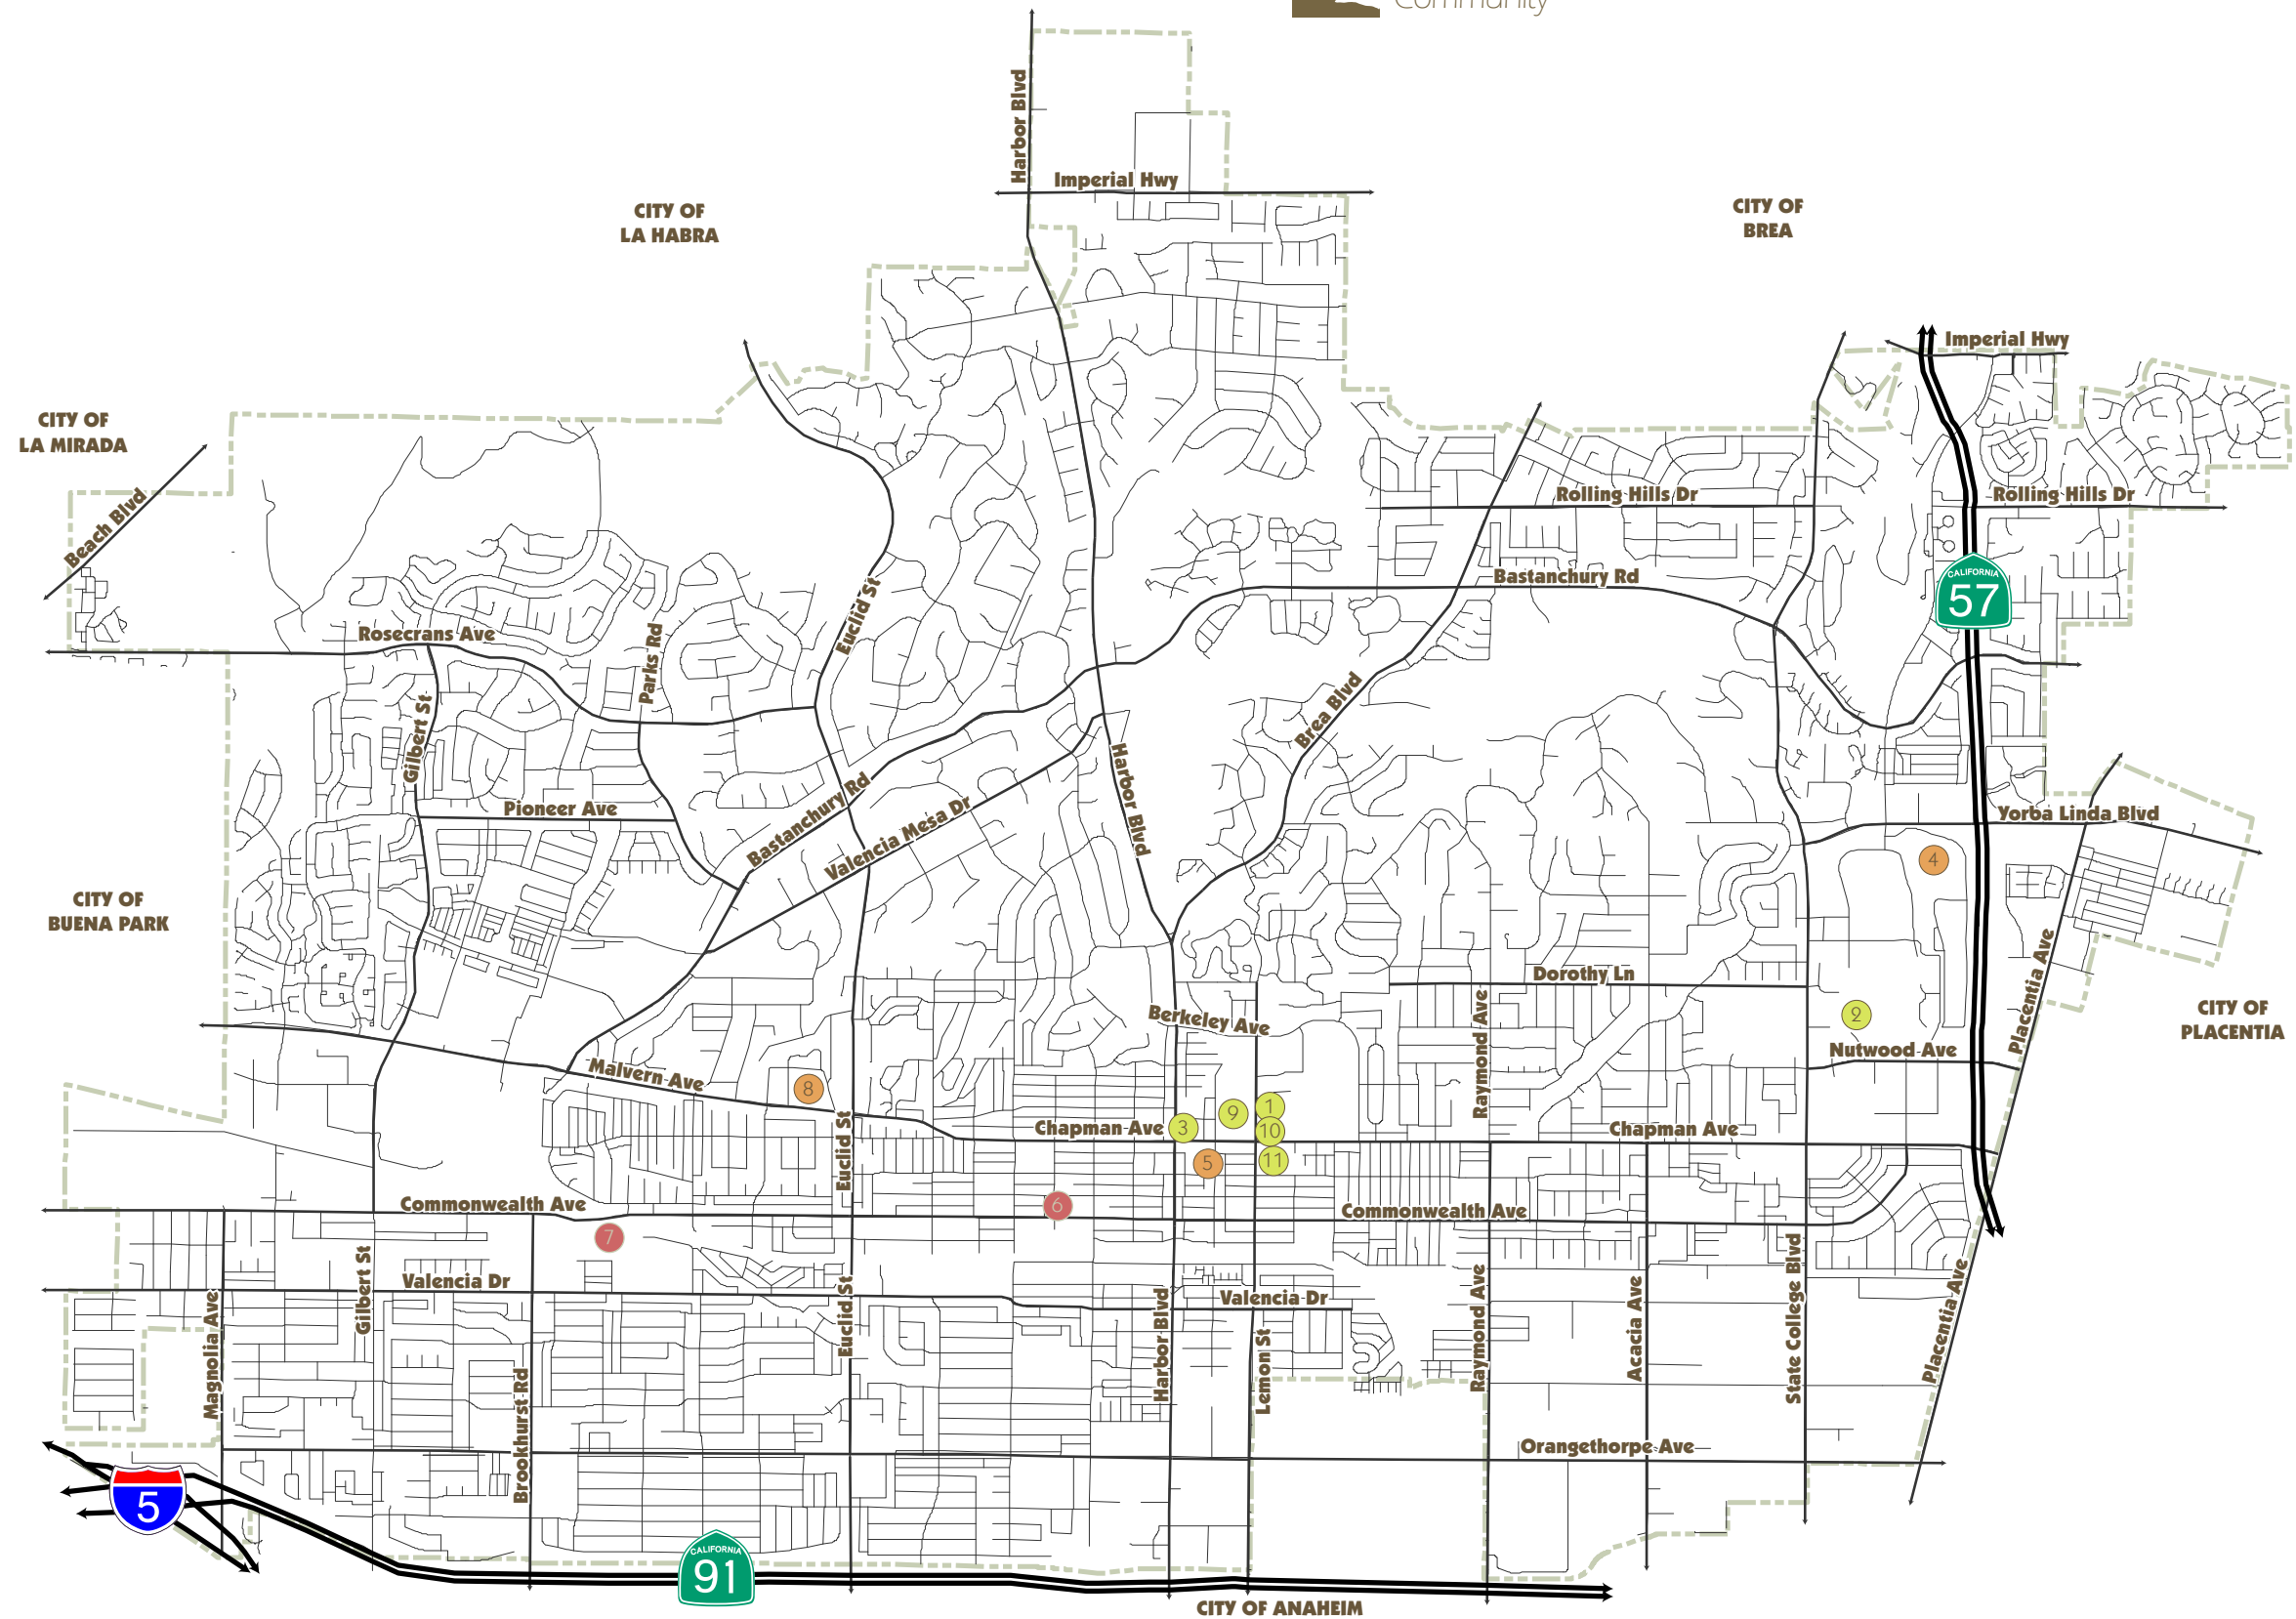 Community
Harbor Blvd
Imperial Hwy
CITY OF
LA HABRA
CITY OF
BREA
Imperial Hwy
CITY OF
LA MIRADA
Beach Blvd
Rolling Hills Dr
Rolling Hills Dr
Bastanchury Rd
CALIFORNIA
57
Euclid St
Rosecrans Ave
Parks Rd
Gilbert St
Brea Blvd
Harbor Blvd
Pioneer Ave
Bastanchury Rd
Valencia Mesa Dr
Yorba Linda Blvd
4
CITY OF
BUENA PARK
Placentia Ave
Dorothy Ln
CITY OF
PLACENTIA
Berkeley Ave
Raymond Ave
2
Nutwood Ave
Malvern Ave
8
1
9
3
10
Chapman Ave
Chapman Ave
Euclid St
5
11
Commonwealth Ave
6
Commonwealth Ave
7
Gilbert St
Valencia Dr
Euclid St
Valencia Dr
Magnolia Ave
Harbor Blvd
Lemon St
Raymond Ave
Acacia Ave
State College Blvd
Placentia Ave
Brookhurst Rd
Orangethorpe Ave
5
CALIFORNIA
91
CITY OF ANAHEIM